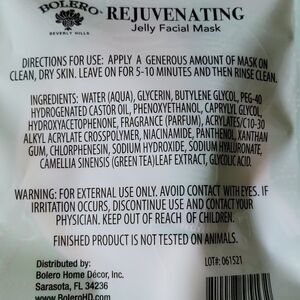 BOLERO
BEVERLY HILLS
REJUVENATING
Jelly Facial Mask
DIRECTIONS FOR USE: APPLY A GENEROUS AMOUNT OF MASK ON
CLEAN, DRY SKIN. LEAVE ON FOR 5-10 MINUTES AND THEN RINSE CLEAN.
INGREDIENTS: WATER (AQUA), GLYCERIN, BUTYLENE GLYCOL, PEG-40
HYDROGENATED CASTOR OIL, PHENOXYETHANOL, CAPRYLYL GLYCOL,
HYDROXYACTOPHENONE, FRAGRANCE (PARFUM), ACRYLATES/C10-30
ALKYL ACRYLATE CROSSPOLYMER, NIACINAMIDE, PANTHENOL, XANTHAN
GUM, CHLORPHENESIN, SODIUM HYDROXIDE, SODIUM HYALURONATE,
CAMELLIA SINENSIS (GREEN TEA) LEAF EXTRACT, GLYCOLIC ACID.
WARNING: FOR EXTERNAL USE ONLY. AVOID CONTACT WITH EYES. IF
IRRITATION OCCURS, DISCONTINUE USE AND CONTACT YOUR
PHYSICIAN. KEEP OUT OF REACH OF CHILDREN.
FINISHED PRODUCT IS NOT TESTED ON ANIMALS.
LOT#: 061521
Distributed by:
Bolero Home Décor, Inc.
Sarasota, FL 34236
www.BoleroHD.com